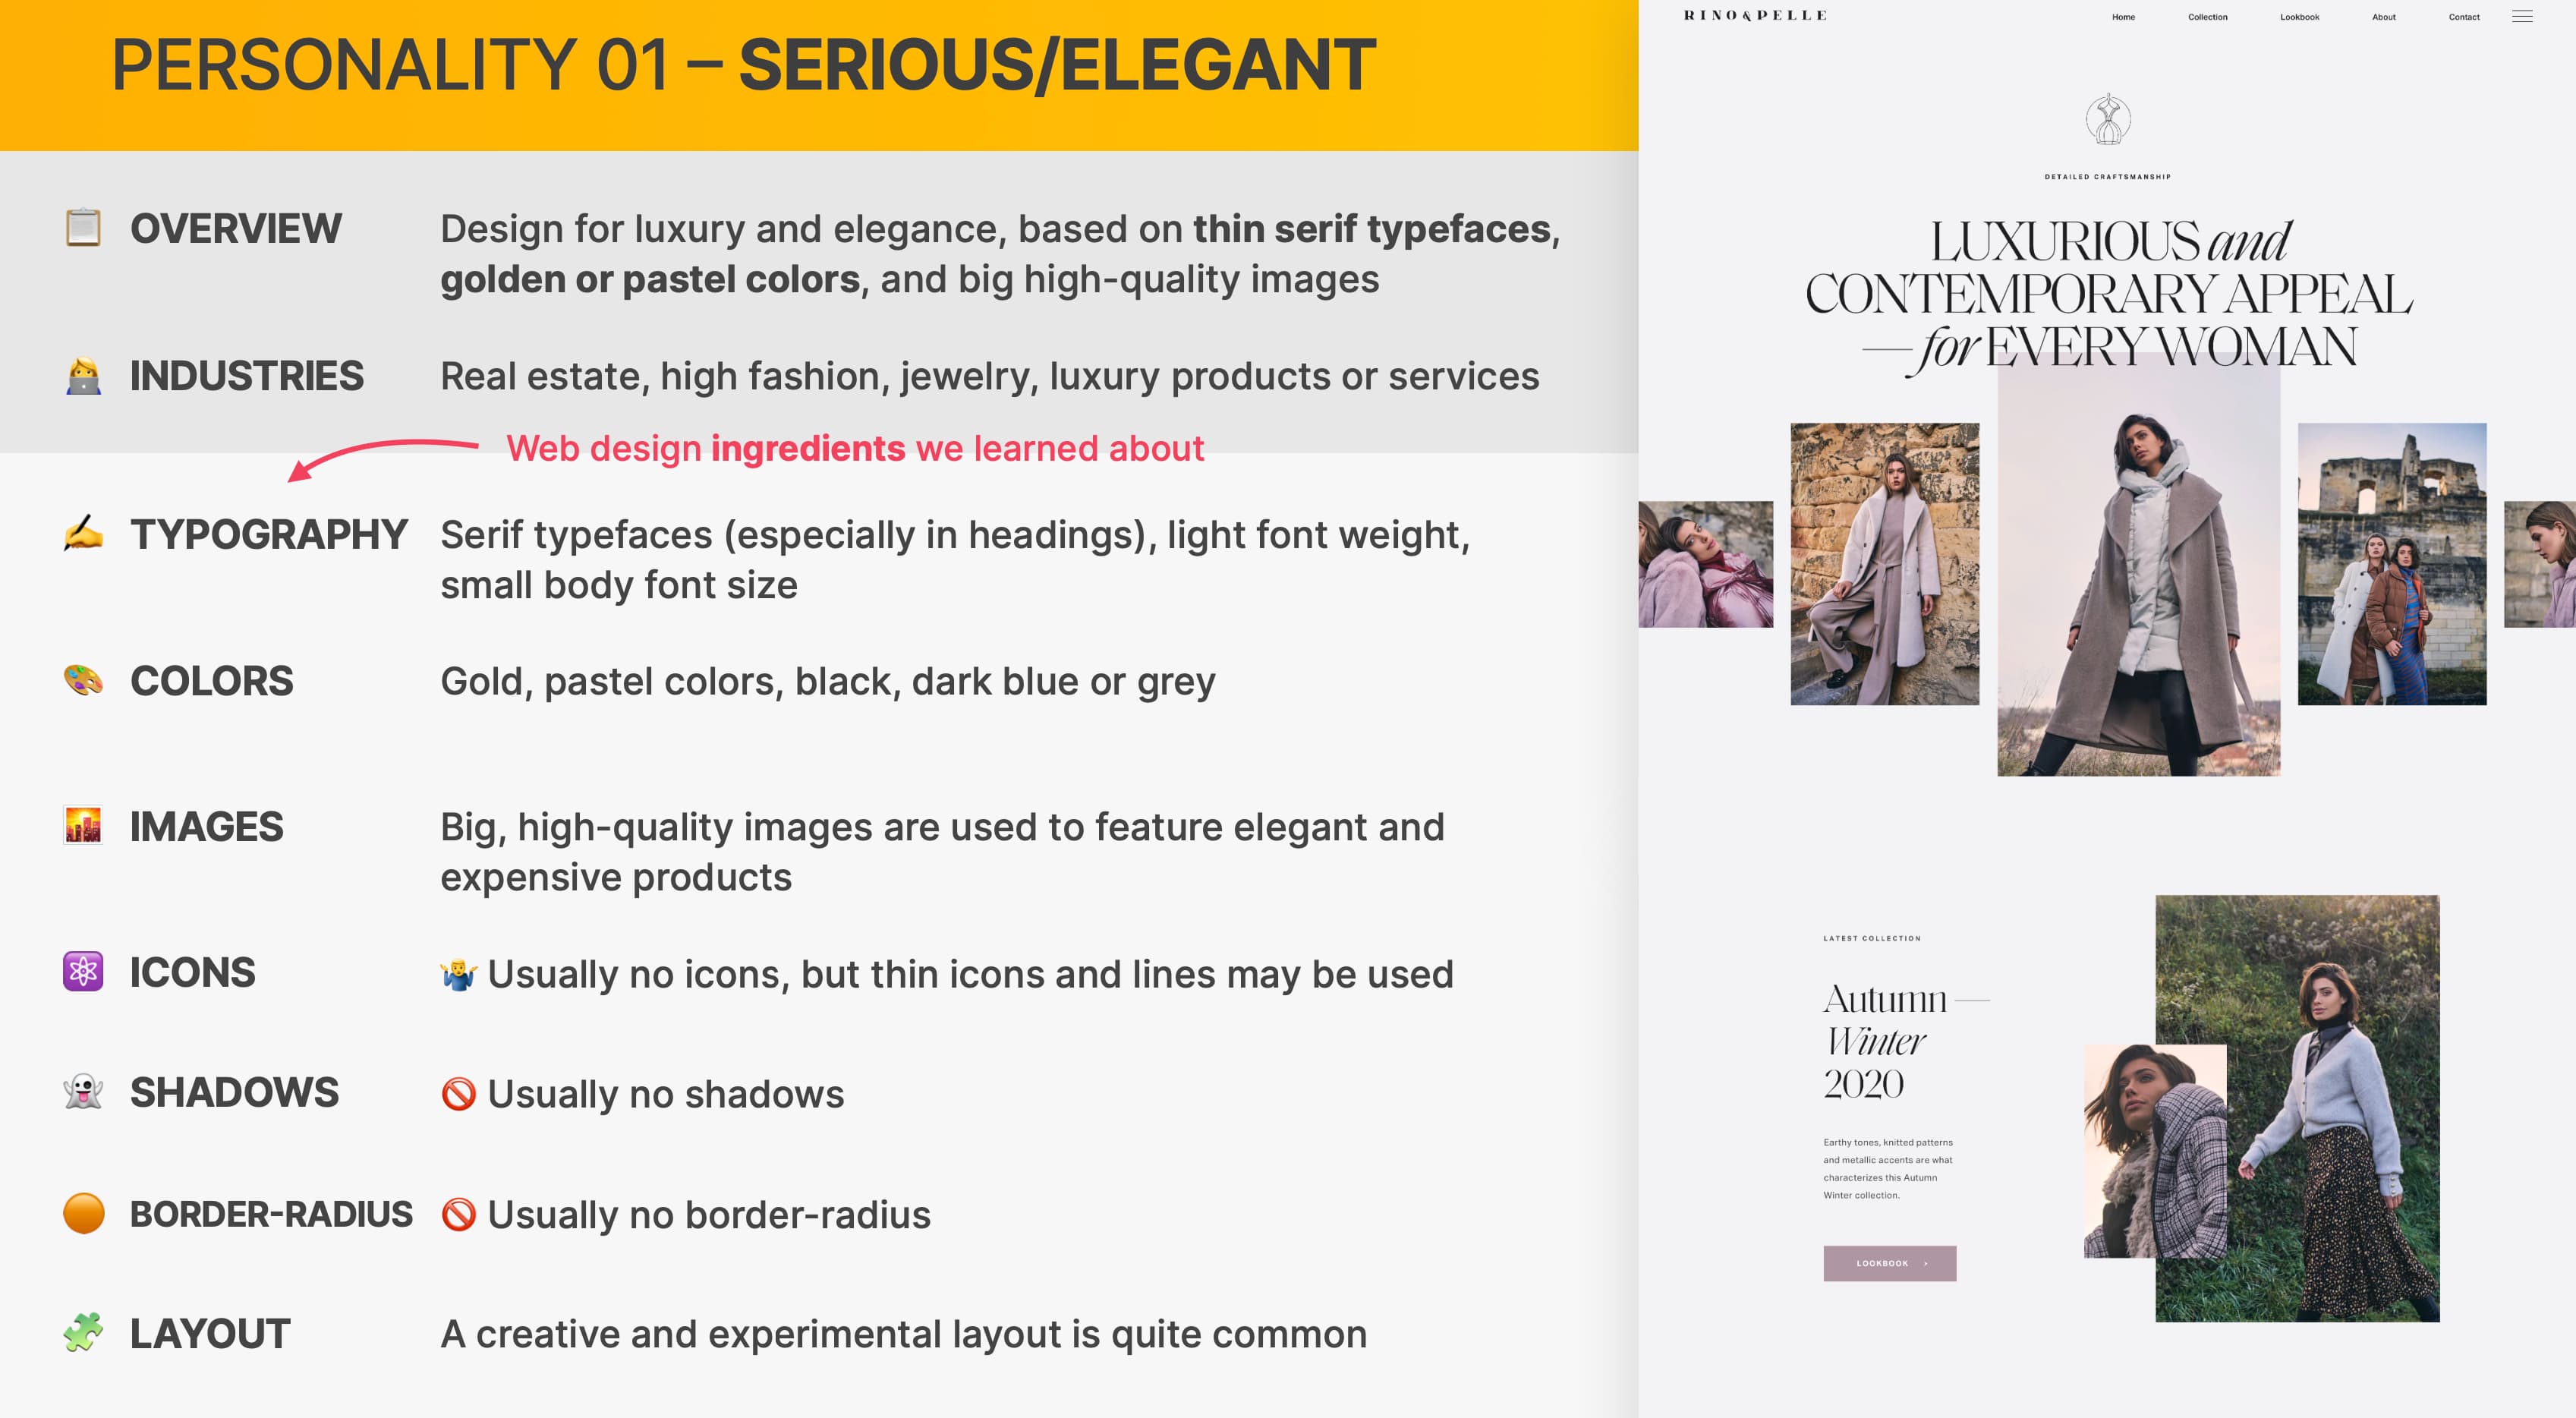 PERSONALITY 01 – SERIOUS/ELEGANT
OVERVIEW
Design for luxury and elegance, based on thin serif typefaces,
golden or pastel colors, and big high-quality images
INDUSTRIES
Real estate, high fashion, jewelry, luxury products or services
Web design ingredients we learned about
TYPOGRAPHY
Serif typefaces (especially in headings), light font weight,
small body font size
COLORS
Gold, pastel colors, black, dark blue or grey
IMAGES
Big, high-quality images are used to feature elegant and
expensive products
ICONS
Usually no icons, but thin icons and lines may be used
SHADOWS
Usually no shadows
BORDER-RADIUS
Usually no border-radius
LAYOUT
A creative and experimental layout is quite common
RINO&PELLE
Home Collection Lookbook About Contact
DETAILED CRAFTSMANSHIP
LUXURIOUS and
CONTEMPORARY APPEAL
— for EVERY WOMAN
LATEST COLLECTION
Autumn —
Winter
2020
Earthy tones, knitted patterns
and metallic accents are what
characterizes this Autumn
Winter collection.
LOOKBOOK >